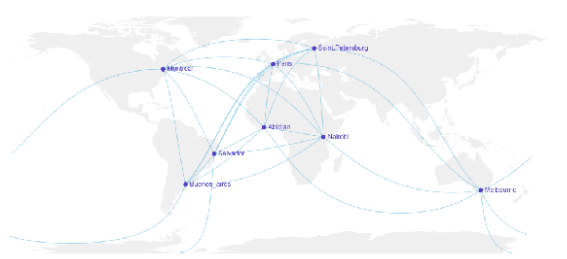 Saint.Petersburg
Paris
Montreal
Abidjan
Nairobi
Salvador
Buenos_aires
Melbourne